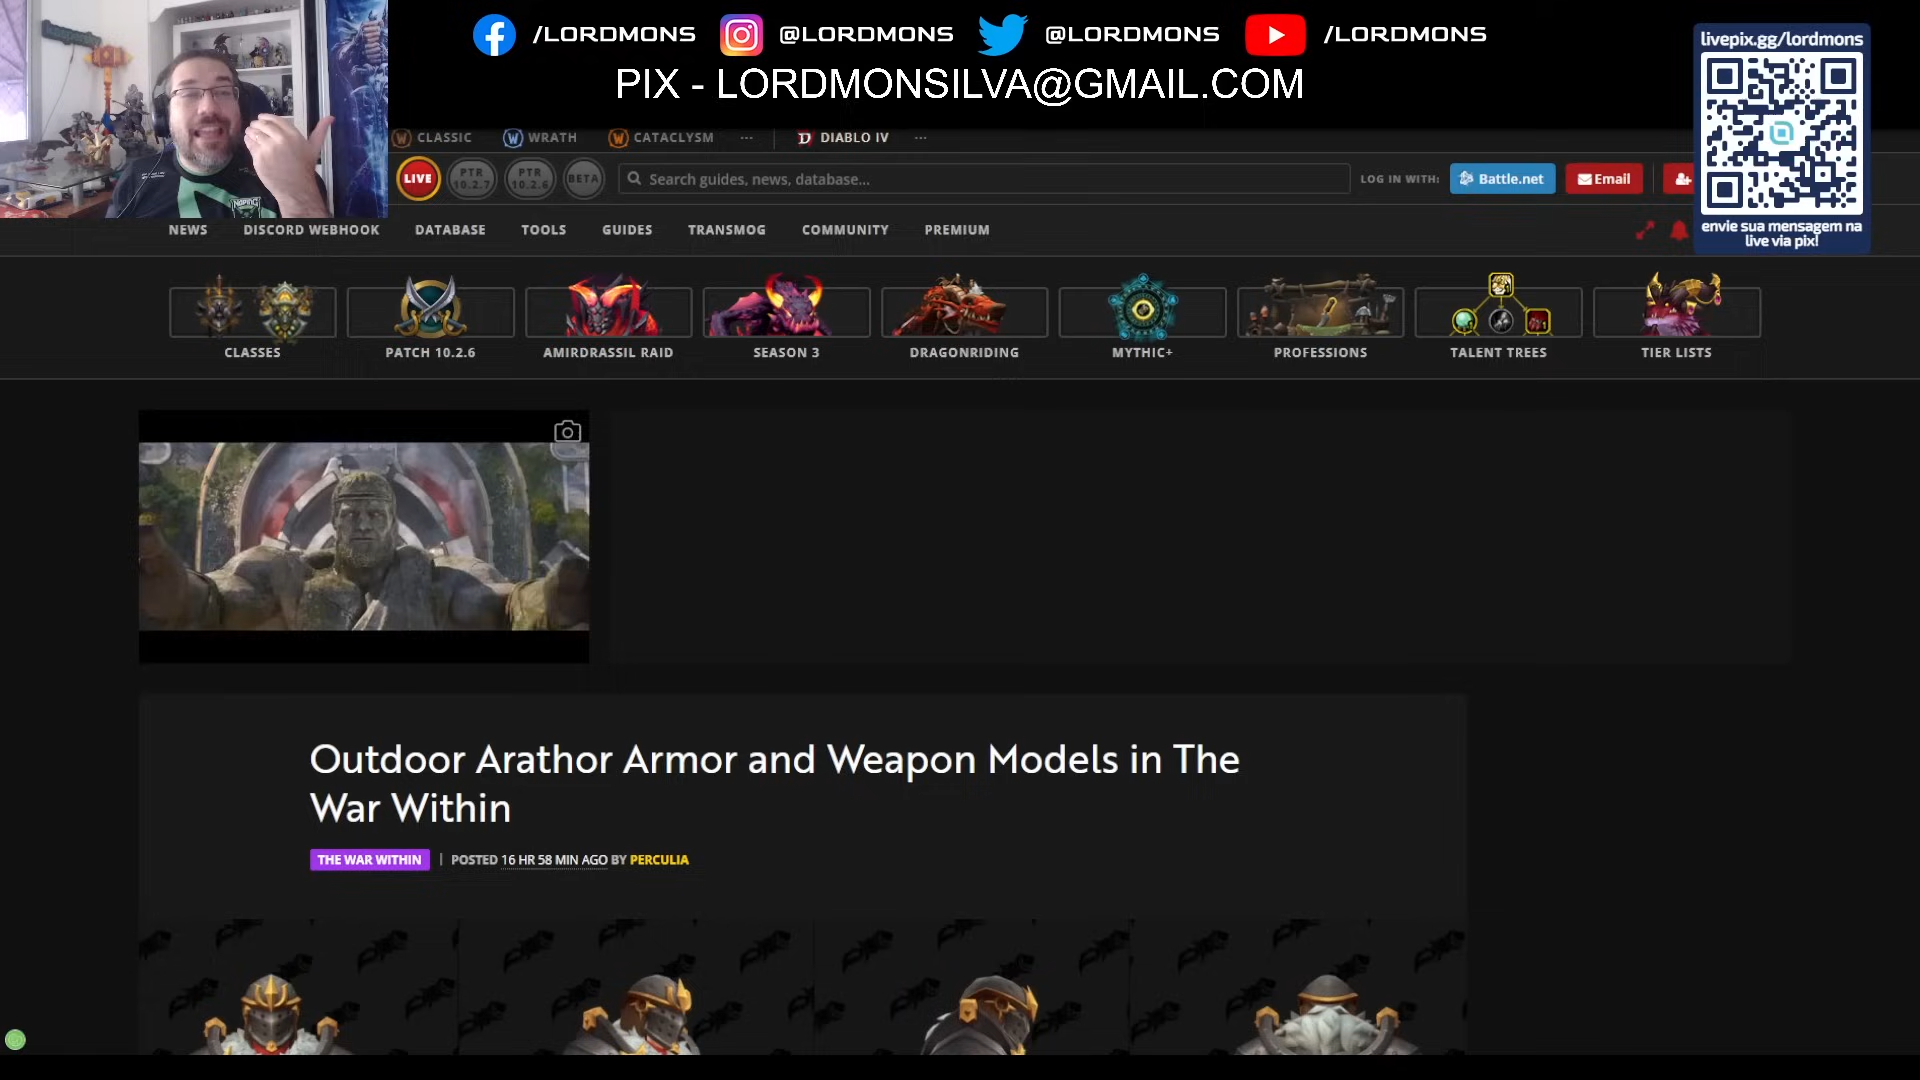 /LORDMONS @LORDMONS @LORDMONS /LORDMONS
PIX - LORDMONSILVA@GMAIL.COM
livepix.gg/lordmons
envie sua mensagem na
live via pix!
CLASSIC WRATH CATACLYSM ... DIABLO IV ...
LIVE PTR 10.2.7 PTR 10.2.6 BETA Search guides, news, database... LOG IN WITH: Battle.net Email
NEWS DISCORD WEBHOOK DATABASE TOOLS GUIDES TRANSMOG COMMUNITY PREMIUM
CLASSES PATCH 10.2.6 AMIRDRASSIL RAID SEASON 3 DRAGONRIDING MYTHIC+ PROFESSIONS TALENT TREES TIER LISTS
Outdoor Arathor Armor and Weapon Models in The
War Within
THE WAR WITHIN | POSTED 16 HR 58 MIN AGO BY PERCULIA